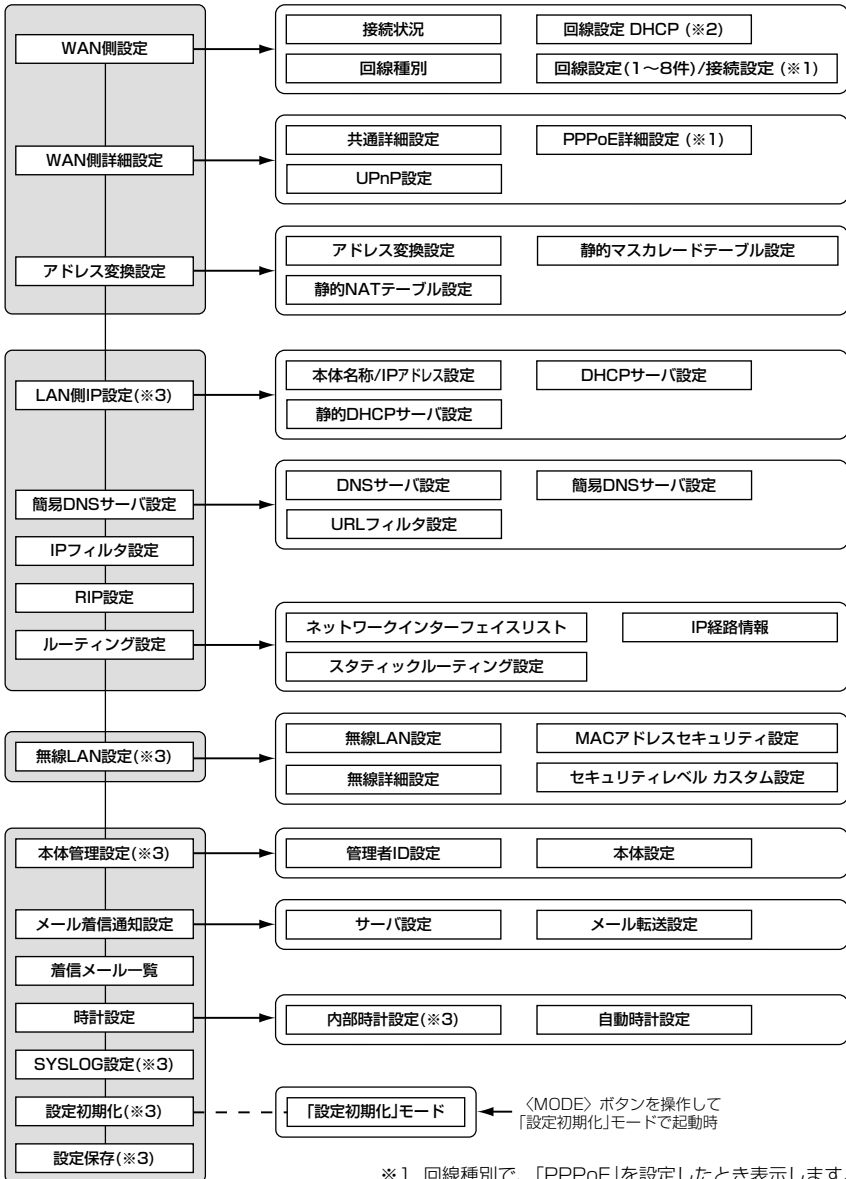 WAN側設定
接続状況
回線設定 DHCP (※2)
回線種別
回線設定(1〜8件)/接続設定 (※1)
WAN側詳細設定
共通詳細設定
PPPoE詳細設定 (※1)
UPnP設定
アドレス変換設定
アドレス変換設定
静的マスカレードテーブル設定
静的NATテーブル設定
LAN側IP設定(※3)
本体名称/IPアドレス設定
DHCPサーバ設定
静的DHCPサーバ設定
簡易DNSサーバ設定
DNSサーバ設定
簡易DNSサーバ設定
URLフィルタ設定
IPフィルタ設定
RIP設定
ルーティング設定
ネットワークインターフェイスリスト
IP経路情報
スタティックルーティング設定
無線LAN設定(※3)
無線LAN設定
MACアドレスセキュリティ設定
無線詳細設定
セキュリティレベル カスタム設定
本体管理設定(※3)
管理者ID設定
本体設定
メール着信通知設定
サーバ設定
メール転送設定
着信メール一覧
時計設定
内部時計設定(※3)
自動時計設定
SYSLOG設定(※3)
設定初期化(※3)
「設定初期化」モード
〈MODE〉ボタンを操作して
「設定初期化」モードで起動時
設定保存(※3)
※1 回線種別で、「PPPoE」を設定したとき表示します。